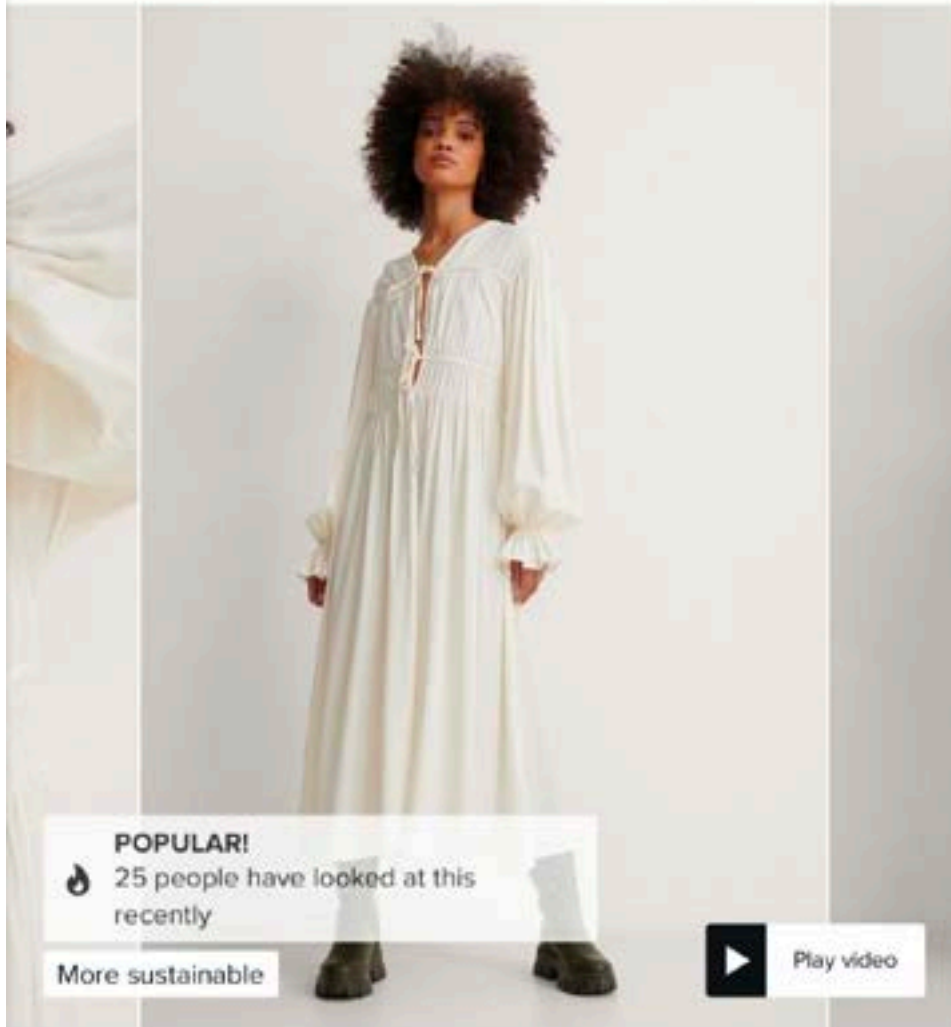 POPULAR!
25 people have looked at this
recently
More sustainable
Play video